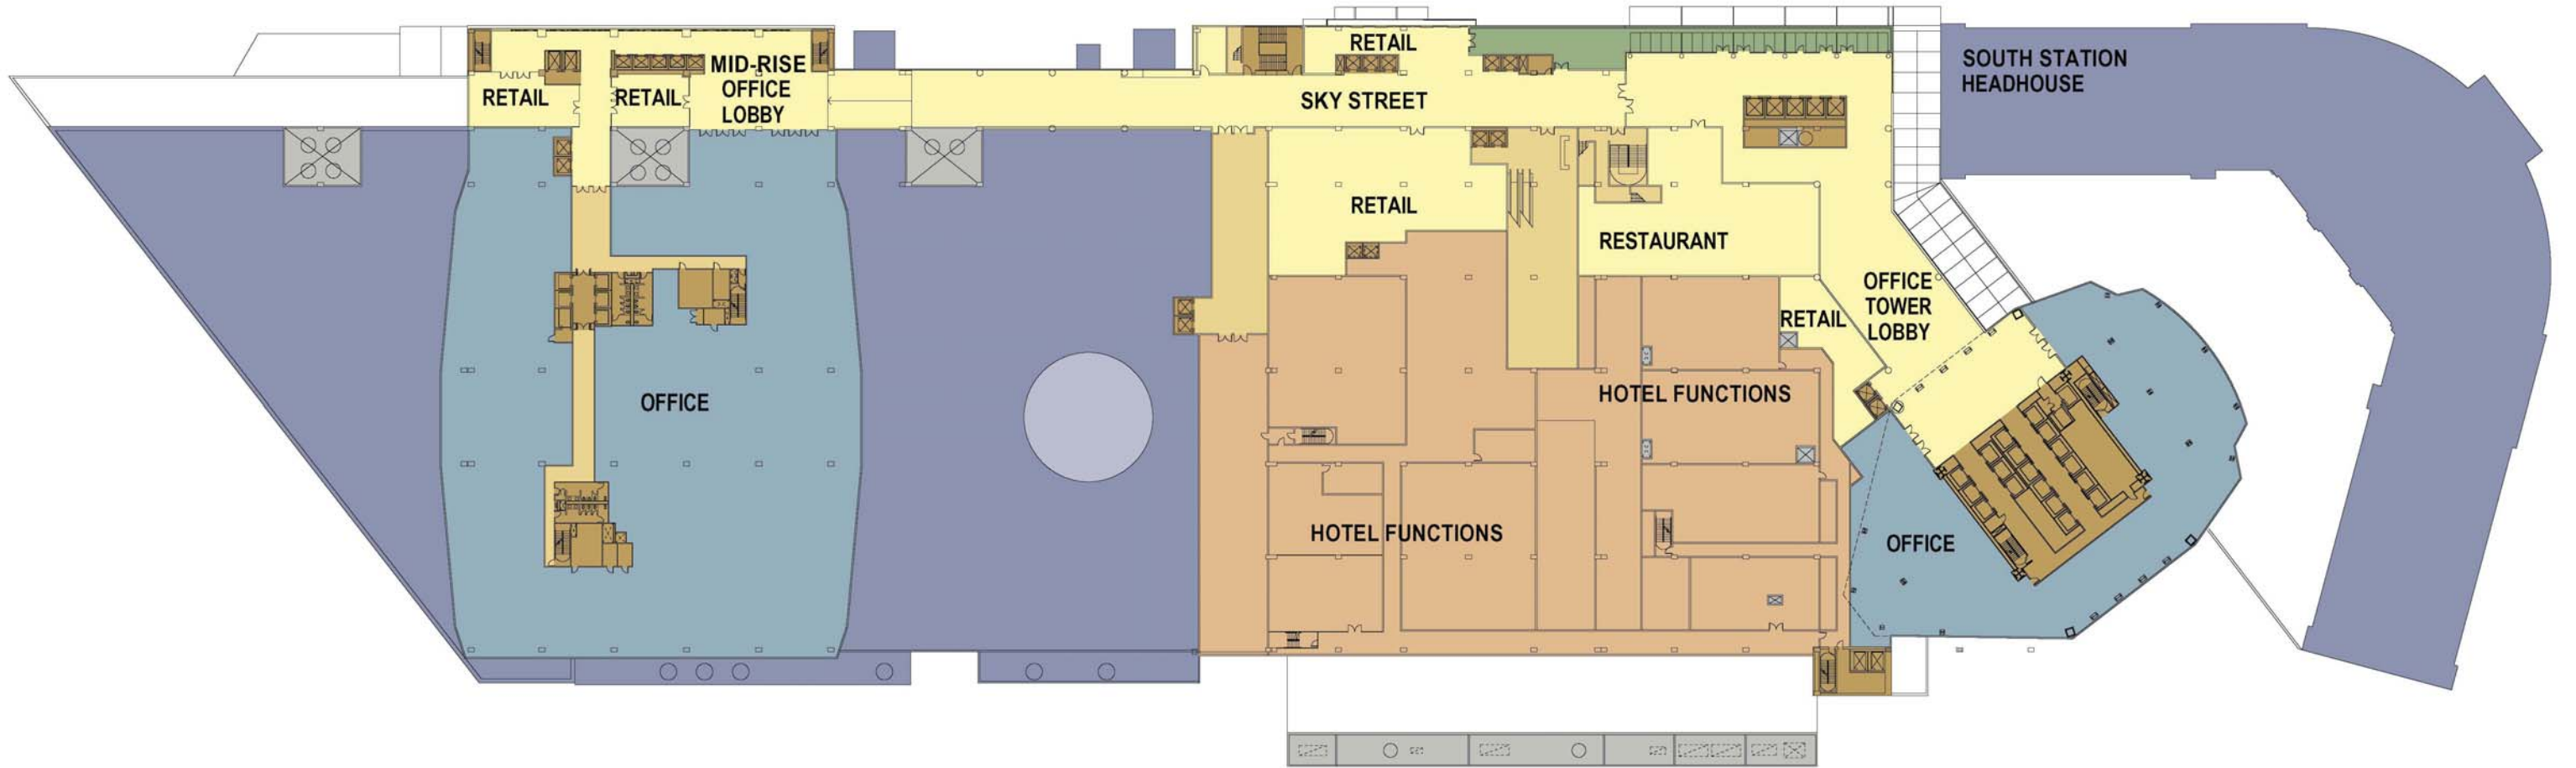 RETAIL
MID-RISE
OFFICE
LOBBY
RETAIL
RETAIL
SKY STREET
SOUTH STATION
HEADHOUSE
RETAIL
RESTAURANT
OFFICE
TOWER
LOBBY
RETAIL
OFFICE
HOTEL FUNCTIONS
HOTEL FUNCTIONS
OFFICE